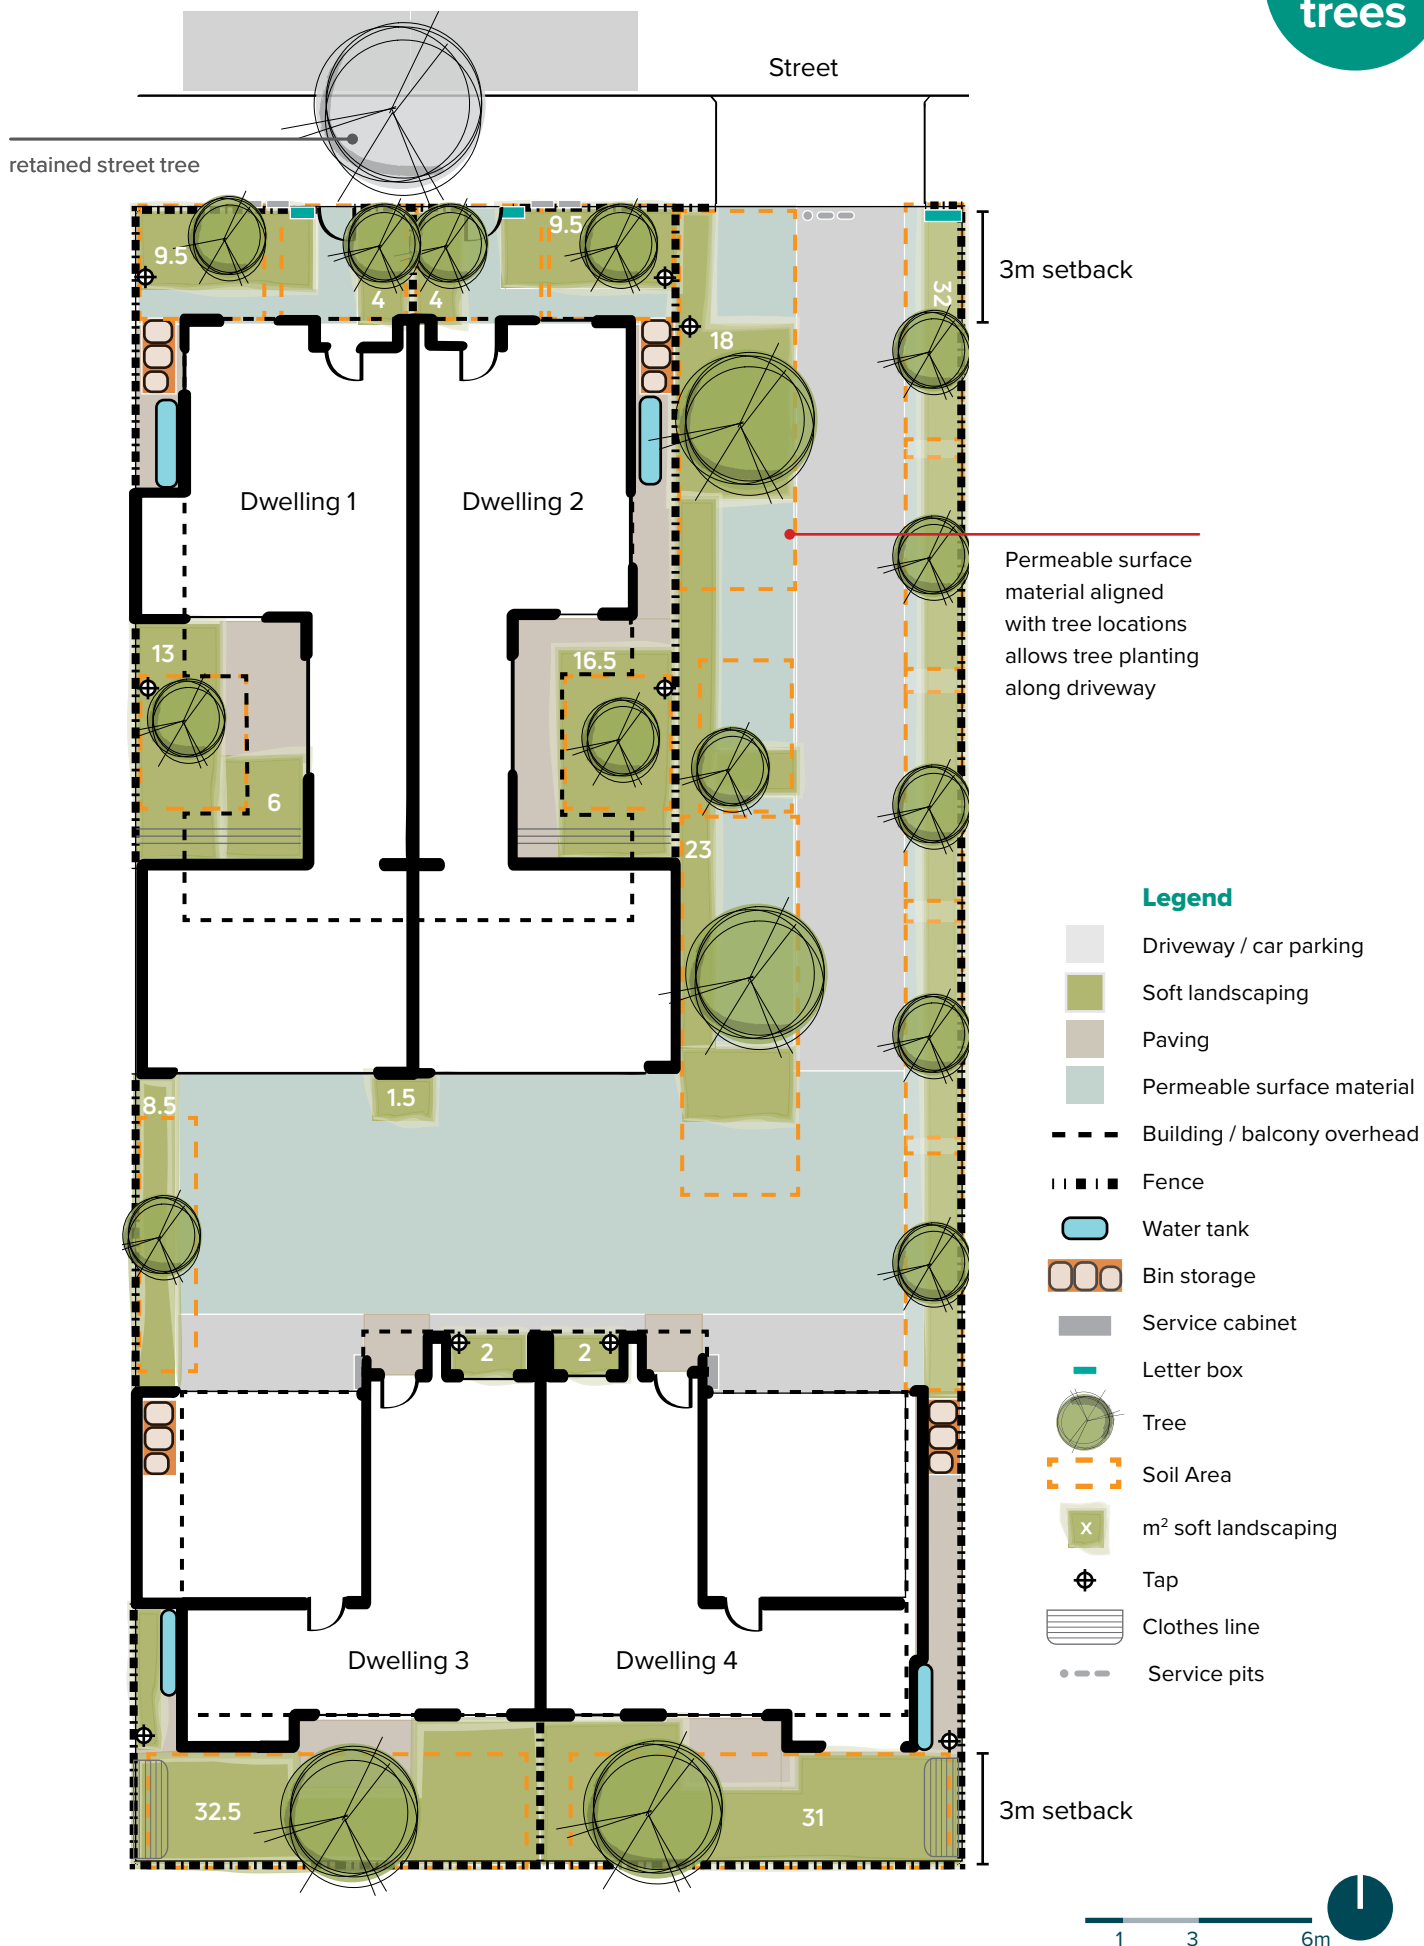 trees
Street
retained street tree
9.5
9.5
4
4
32
3m setback
18
Dwelling 1
Dwelling 2
Permeable surface
material aligned
with tree locations
allows tree planting
along driveway
13
16.5
6
23
Legend
Driveway / car parking
Soft landscaping
Paving
Permeable surface material
Building / balcony overhead
Fence
Water tank
Bin storage
Service cabinet
Letter box
Tree
Soil Area
x
m² soft landscaping
Tap
Clothes line
Service pits
8.5
1.5
2
2
Dwelling 3
Dwelling 4
32.5
31
3m setback
1 3 6m